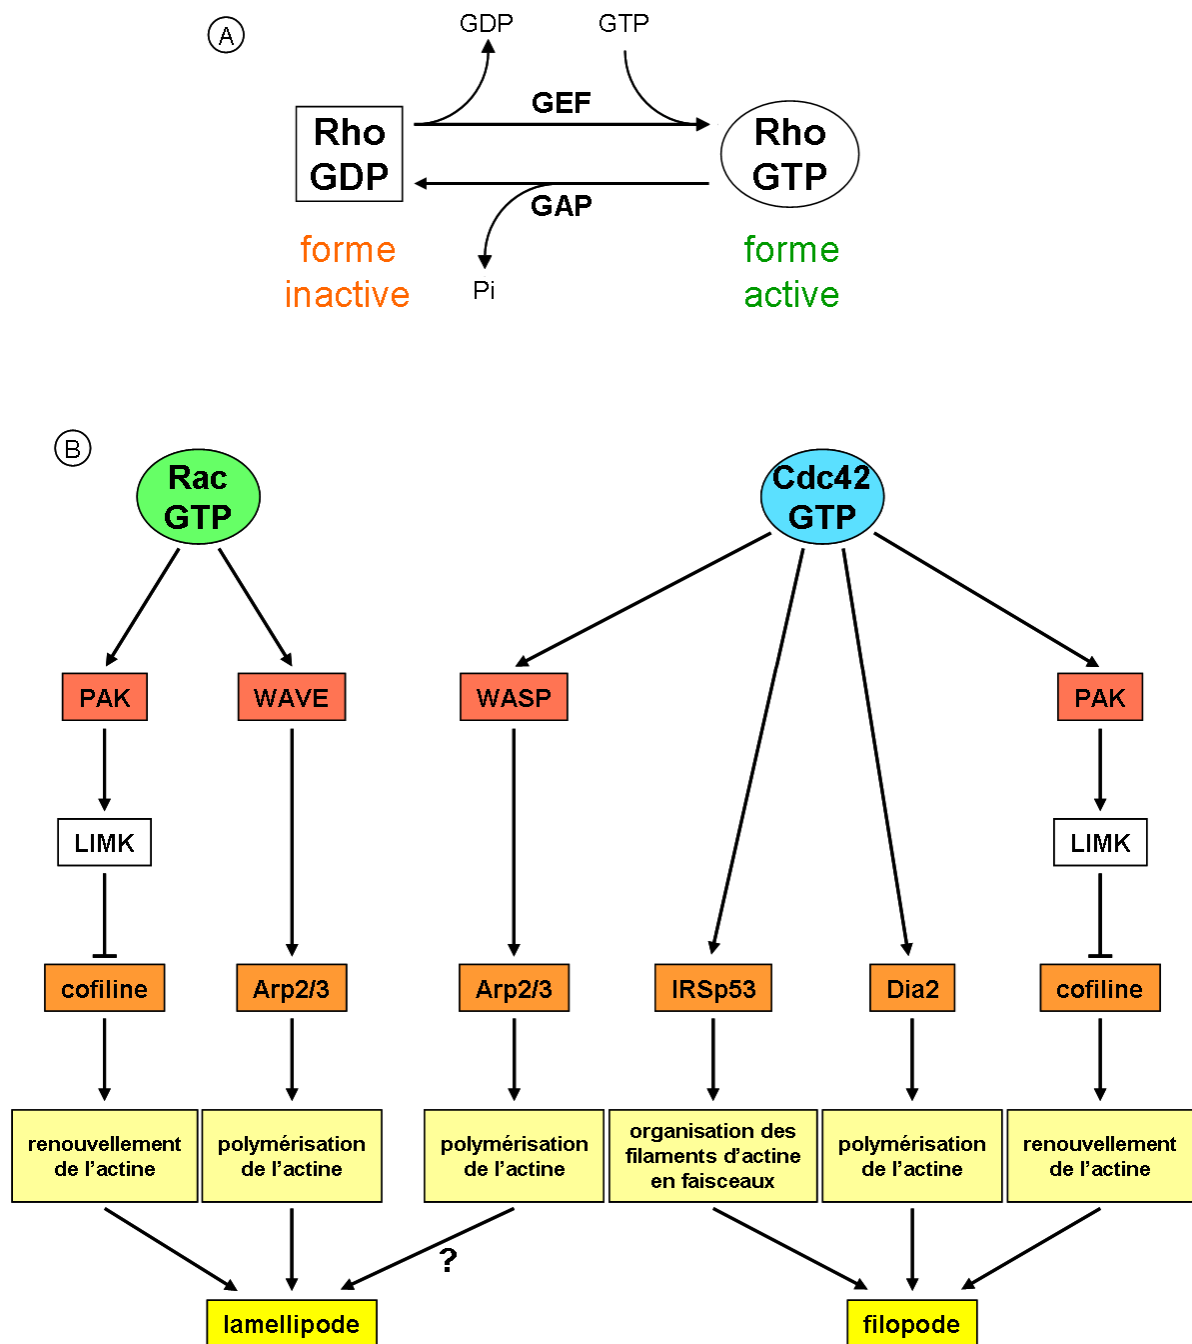 A
GDP
GTP
GEF
Rho
GDP
Rho
GTP
GAP
forme
inactive
Pi
forme
active
B
Rac
GTP
Cdc42
GTP
PAK
WAVE
WASP
PAK
LIMK
LIMK
cofiline
Arp2/3
Arp2/3
IRSp53
Dia2
cofiline
renouvellement
de l'actine
polymérisation
de l'actine
polymérisation
de l'actine
organisation des
filaments d'actine
en faisceaux
polymérisation
de l'actine
renouvellement
de l'actine
?
lamellipode
filopode